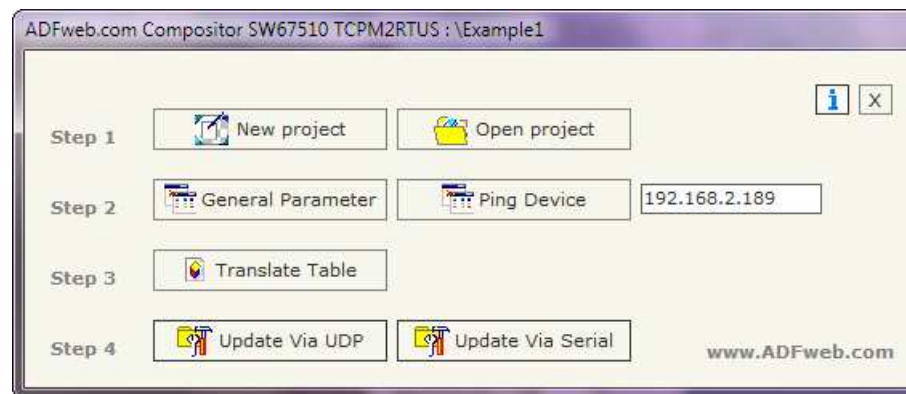 ADFweb.com Compositor SW67510 TCPM2RTUS : \Example1
i X
Step 1 New project Open project
Step 2 General Parameter Ping Device 192.168.2.189
Step 3 Translate Table
Step 4 Update Via UDP Update Via Serial
www.ADFweb.com